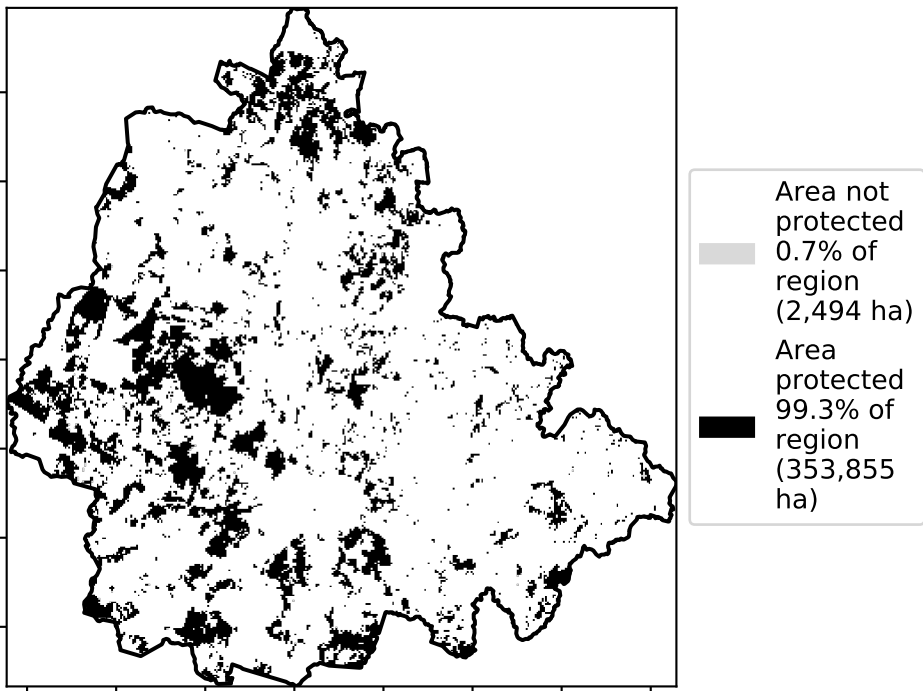 Area not
protected
0.7% of
region
(2,494 ha)
Area
protected
99.3% of
region
(353,855
ha)